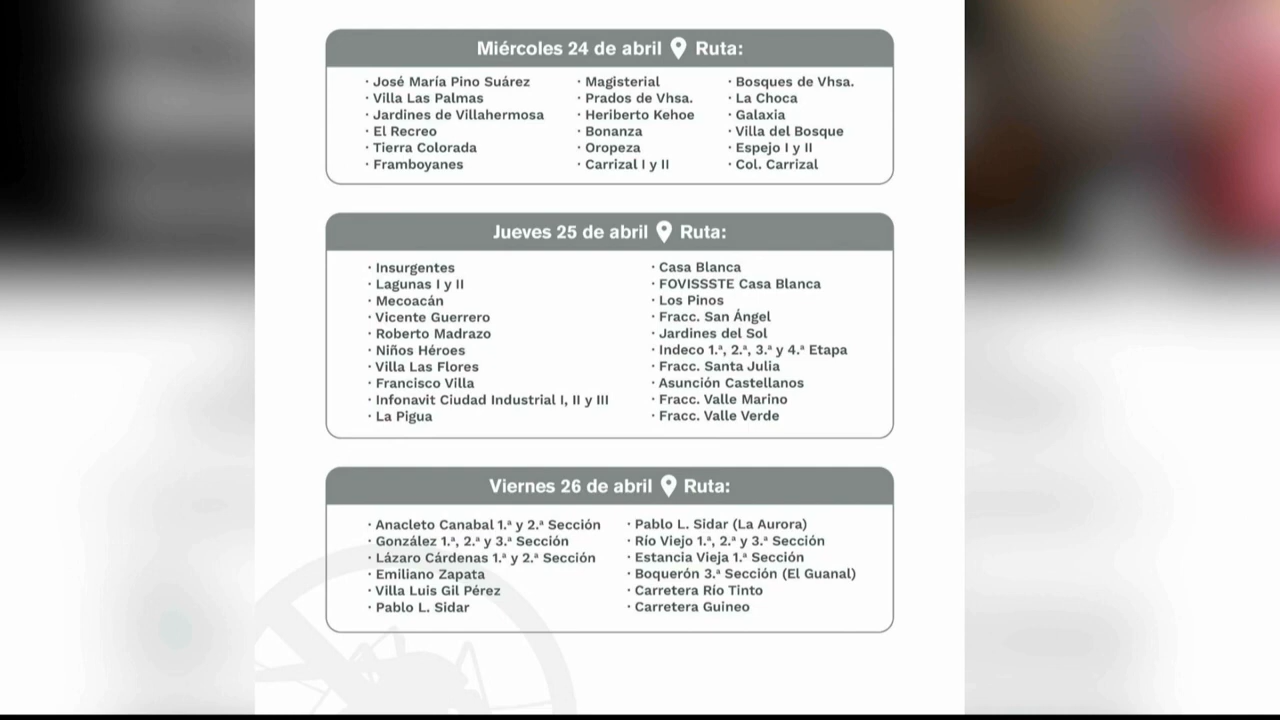 Miércoles 24 de abril Ruta:
· José María Pino Suárez
· Villa Las Palmas
· Jardines de Villahermosa
· El Recreo
· Tierra Colorada
· Framboyanes
· Magisterial
· Prados de Vhsa.
· Heriberto Kehoe
· Bonanza
· Oropeza
· Carrizal I y II
· Bosques de Vhsa.
· La Choca
· Galaxia
· Villa del Bosque
· Espejo I y II
· Col. Carrizal
Jueves 25 de abril Ruta:
· Insurgentes
· Lagunas I y II
· Mecoacán
· Vicente Guerrero
· Roberto Madrazo
· Niños Héroes
· Villa Las Flores
· Francisco Villa
· Infonavit Ciudad Industrial I, II y III
· La Pigua
· Casa Blanca
· FOVISSSTE Casa Blanca
· Los Pinos
· Fracc. San Ángel
· Jardines del Sol
· Indeco 1.ª, 2.ª, 3.ª y 4.ª Etapa
· Fracc. Santa Julia
· Asunción Castellanos
· Fracc. Valle Marino
· Fracc. Valle Verde
Viernes 26 de abril Ruta:
· Anacleto Canabal 1.ª y 2.ª Sección
· González 1.ª, 2.ª y 3.ª Sección
· Lázaro Cárdenas 1.ª y 2.ª Sección
· Emiliano Zapata
· Villa Luis Gil Pérez
· Pablo L. Sidar
· Pablo L. Sidar (La Aurora)
· Río Viejo 1.ª, 2.ª y 3.ª Sección
· Estancia Vieja 1.ª Sección
· Boquerón 3.ª Sección (El Guanal)
· Carretera Río Tinto
· Carretera Guineo